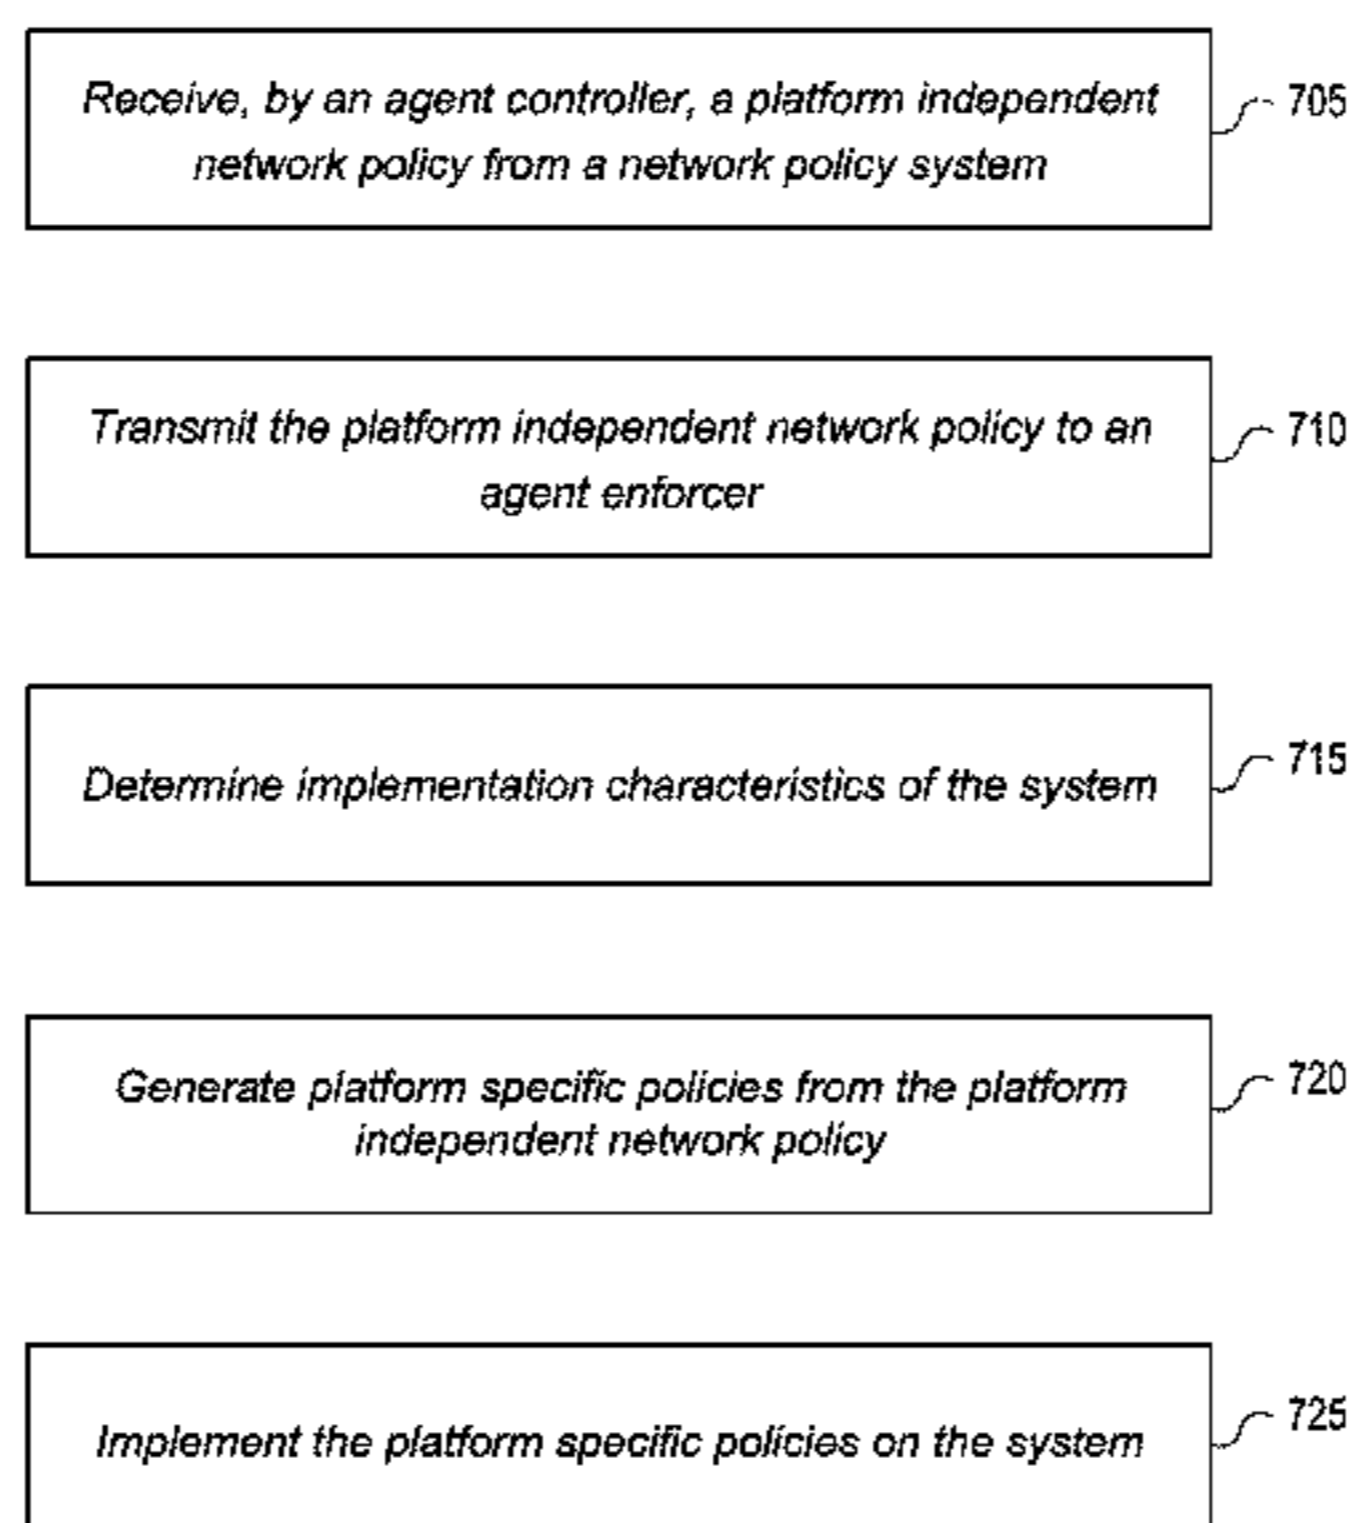 Receive, by an agent controller, a platform independent
network policy from a network policy system
705
Transmit the platform independent network policy to an
agent enforcer
710
Determine implementation characteristics of the system
715
Generate platform specific policies from the platform
independent network policy
720
Implement the platform specific policies on the system
725